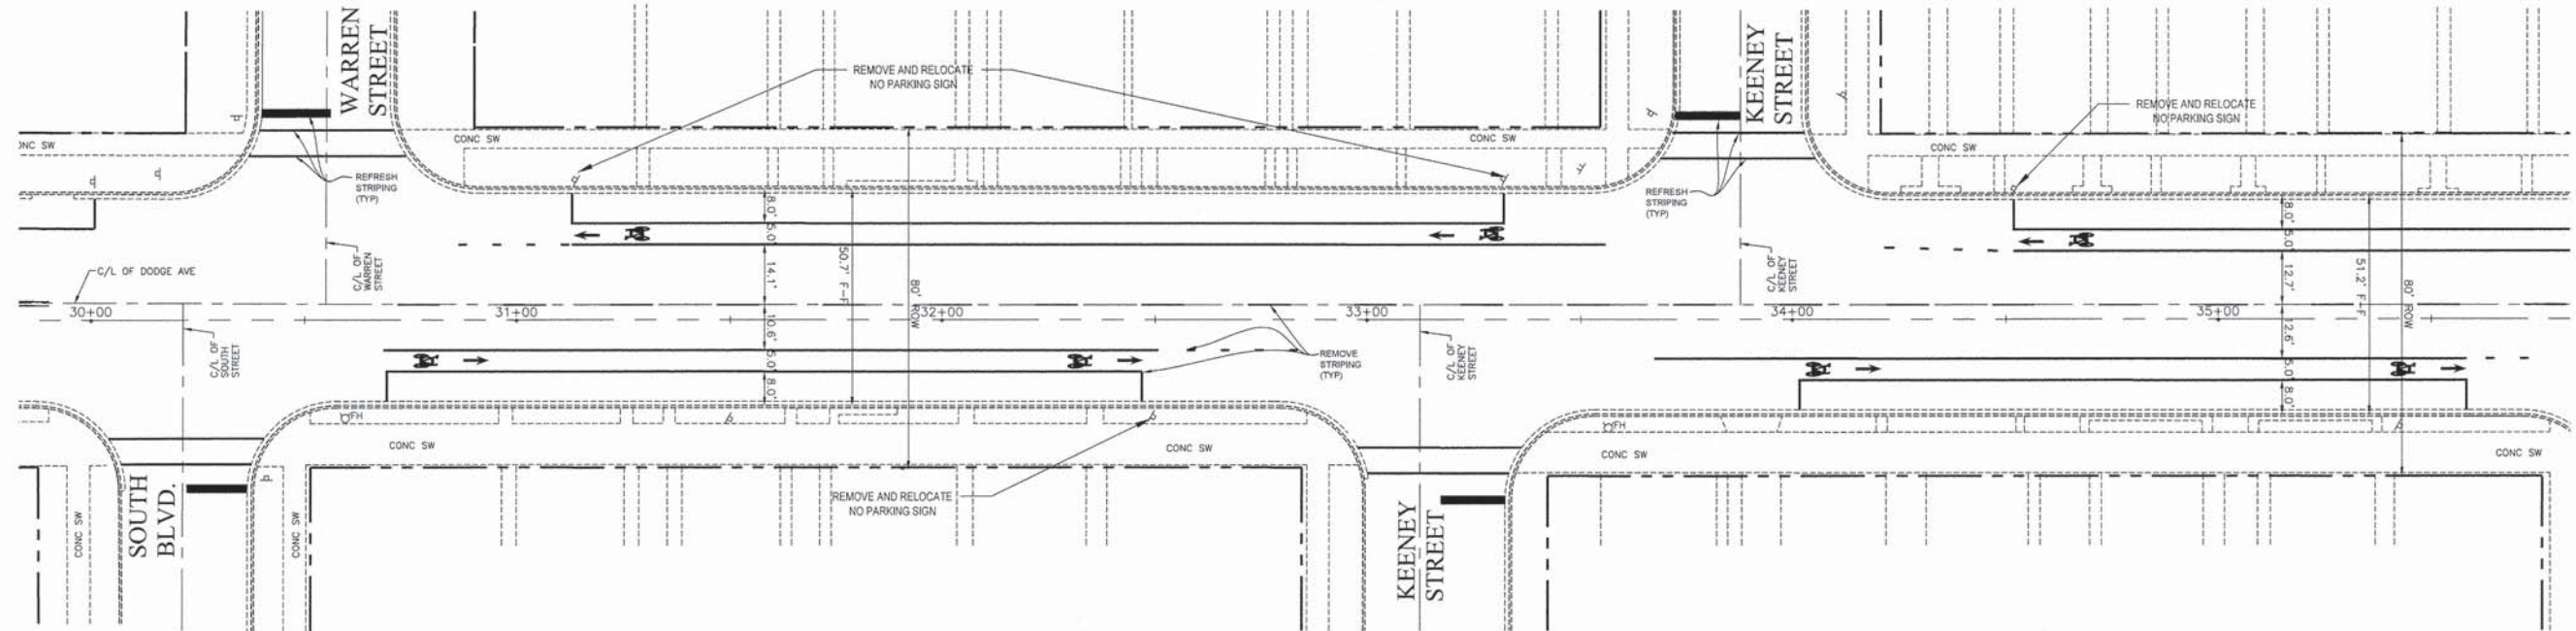 WARREN
STREET
KEENEY
STREET
REMOVE AND RELOCATE
NO PARKING SIGN
REMOVE AND RELOCATE
NO PARKING SIGN
ONC SW
CONC SW
CONC SW
CONC SW
REFRESH
STRIPING
(TYP)
REFRESH
STRIPING
(TYP)
8.0'
5.0'
14.1'
10.6'
5.0'
8.0'
50.7' F-F
80' ROW
8.0'
5.0'
12.7'
12.6'
5.0'
8.0'
51.2' F-F
80' ROW
C/L OF
WARREN
STREET
C/L OF
KEENEY
STREET
C/L OF DODGE AVE
30+00
31+00
32+00
33+00
34+00
35+00
C/L OF
SOUTH
STREET
REMOVE
STRIPING
(TYP)
C/L OF
KEENEY
STREET
FH
FH
CONC SW
CONC SW
CONC SW
CONC SW
REMOVE AND RELOCATE
NO PARKING SIGN
CONC SW
SOUTH
BLVD.
CONC SW
KEENEY
STREET